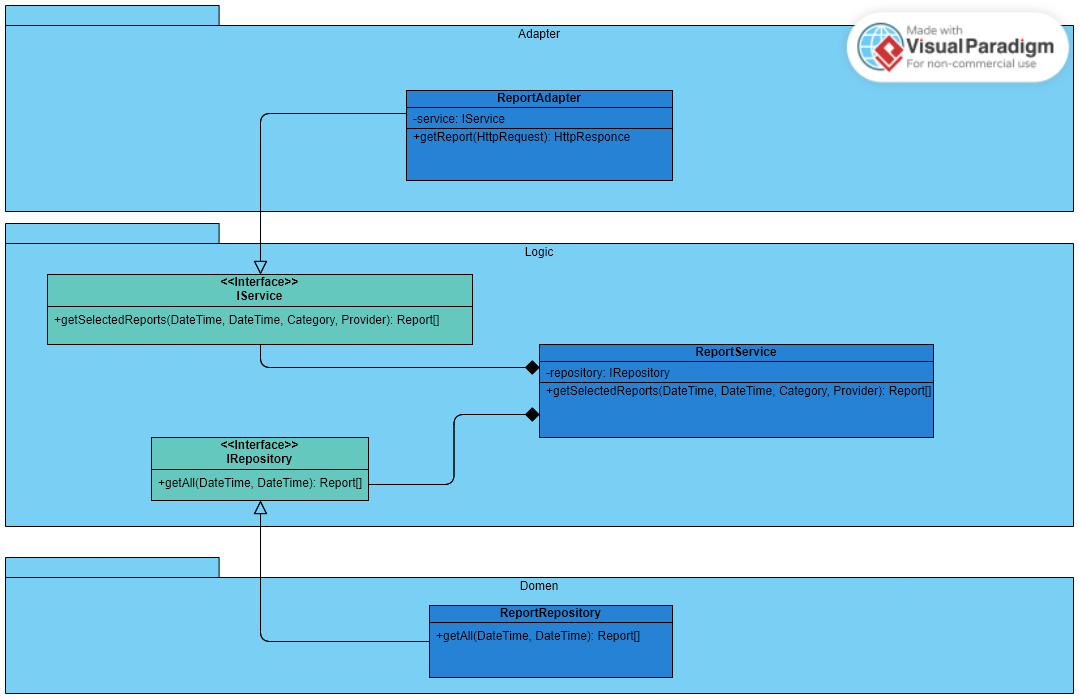 Adapter
Made with
Visual Paradigm
For non-commercial use
ReportAdapter
-service: IService
+getReport(HttpRequest): HttpResponce
Logic
<<Interface>>
IService
+getSelectedReports(DateTime, DateTime, Category, Provider): Report[]
ReportService
-repository: IRepository
+getSelectedReports(DateTime, DateTime, Category, Provider): Report[]
<<Interface>>
IRepository
+getAll(DateTime, DateTime): Report[]
Domen
ReportRepository
+getAll(DateTime, DateTime): Report[]